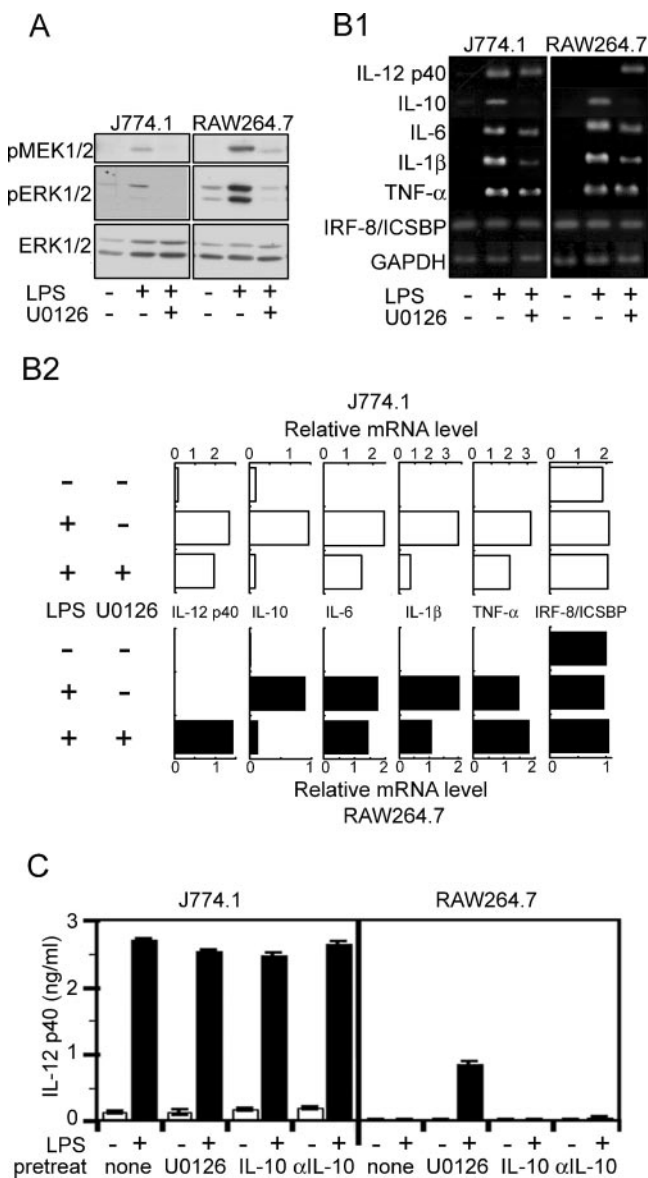 A
J774.1 RAW264.7
pMEK1/2
pERK1/2
ERK1/2
LPS - + + - + +
U0126 - - + - - +
B1
J774.1 RAW264.7
IL-12 p40
IL-10
IL-6
IL-1β
TNF-α
IRF-8/ICSBP
GAPDH
LPS - + + - + +
U0126 - - + - - +
B2
J774.1
Relative mRNA level
0 1 2 0 1 0 1 2 0 1 2 3 0 1 2 3 0 1
- -
+ -
+ +
LPS U0126 IL-12 p40 IL-10 IL-6 IL-1β TNF-α IRF-8/ICSBP
- -
+ -
+ +
0 1 0 1 0 1 2 0 1 2 0 1 2 0 1
Relative mRNA level
RAW264.7
C
J774.1 RAW264.7
IL-12 p40 (ng/ml)
3
2
1
0
LPS - + - + - + - + - + - + - + - +
pretreat none U0126 IL-10 αIL-10 none U0126 IL-10 αIL-10